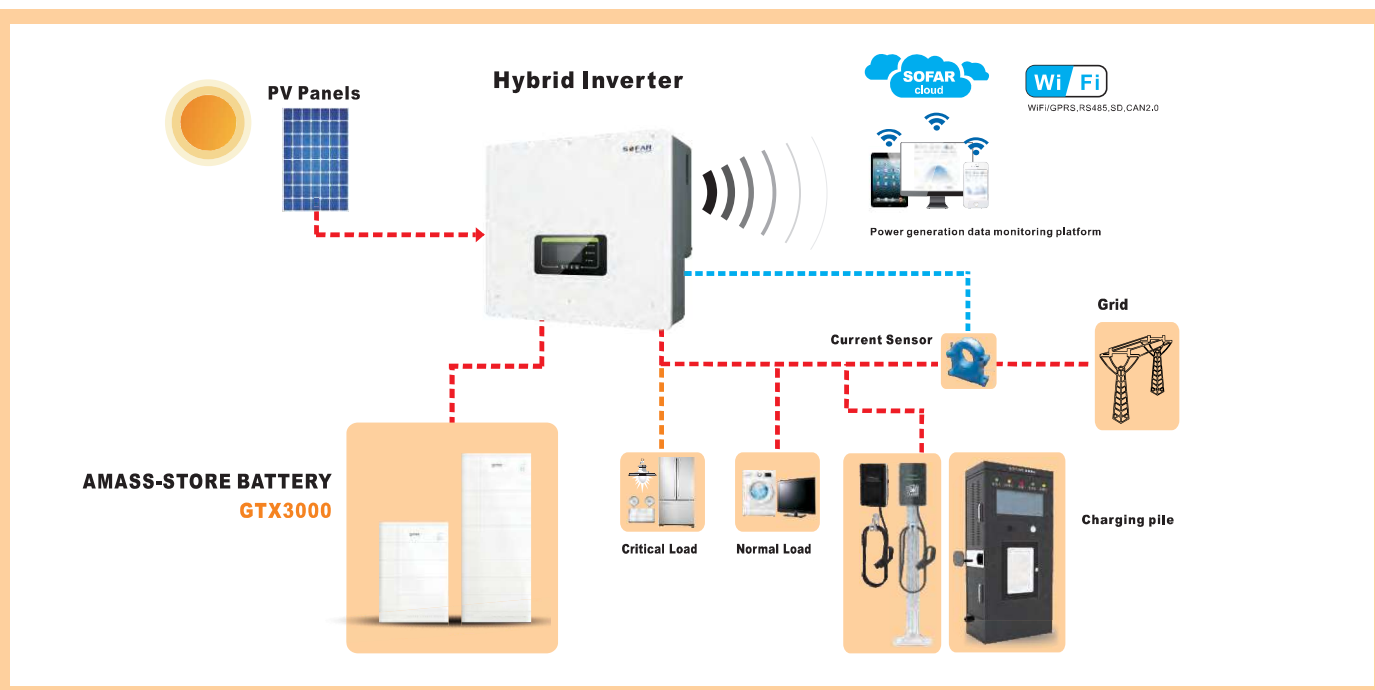 Hybrid Inverter
PV Panels
SOFAR
cloud
Wi Fi
WiFi/GPRS,RS485,SD,CAN2.0
SOFAR
Power generation data monitoring platform
Grid
Current Sensor
AMASS-STORE BATTERY
GTX3000
Critical Load
Normal Load
Charging pile